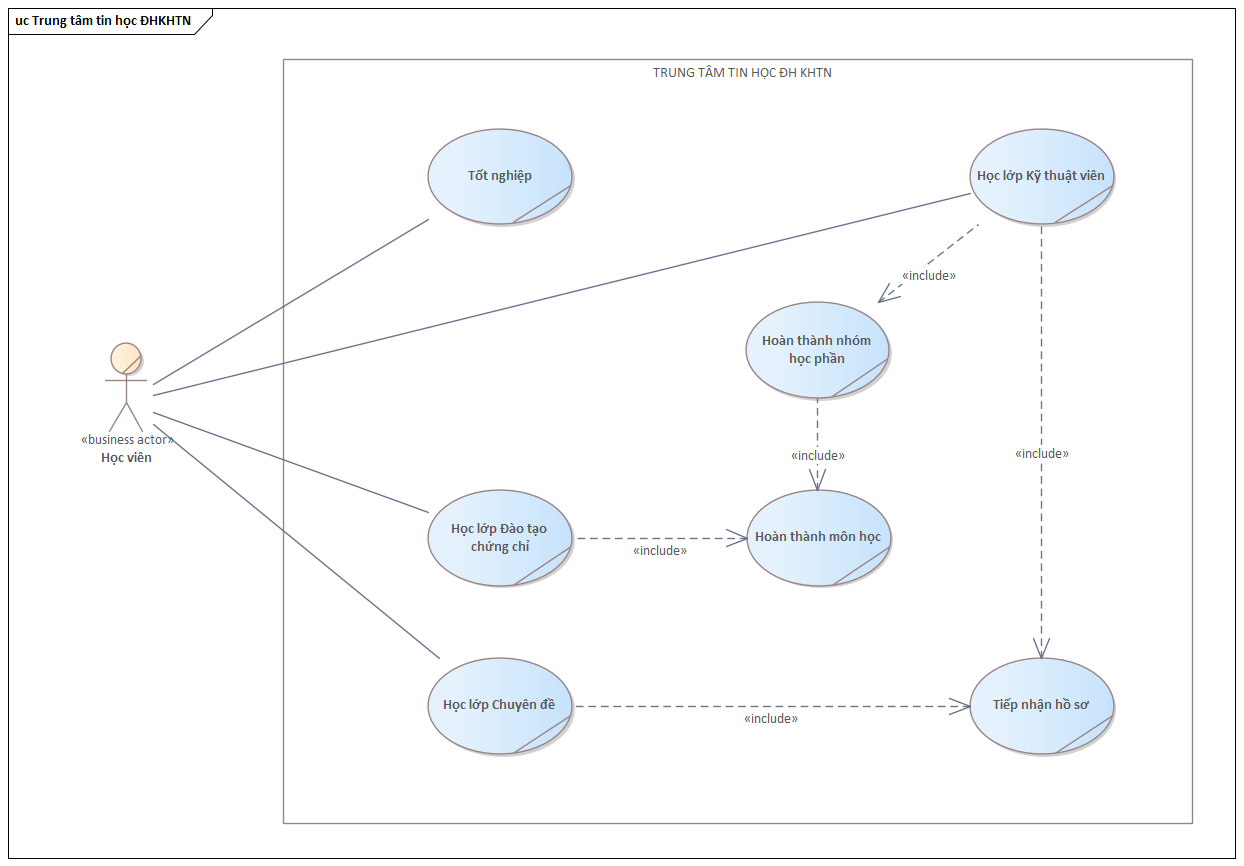 uc Trung tâm tin học ĐHKHTN
TRUNG TÂM TIN HỌC ĐH KHTN
Tốt nghiệp
Học lớp Kỹ thuật viên
«include»
Hoàn thành nhóm
học phần
«business actor»
Học viên
«include»
«include»
Học lớp Đào tạo
chứng chỉ
Hoàn thành môn học
«include»
Học lớp Chuyên đề
Tiếp nhận hồ sơ
«include»